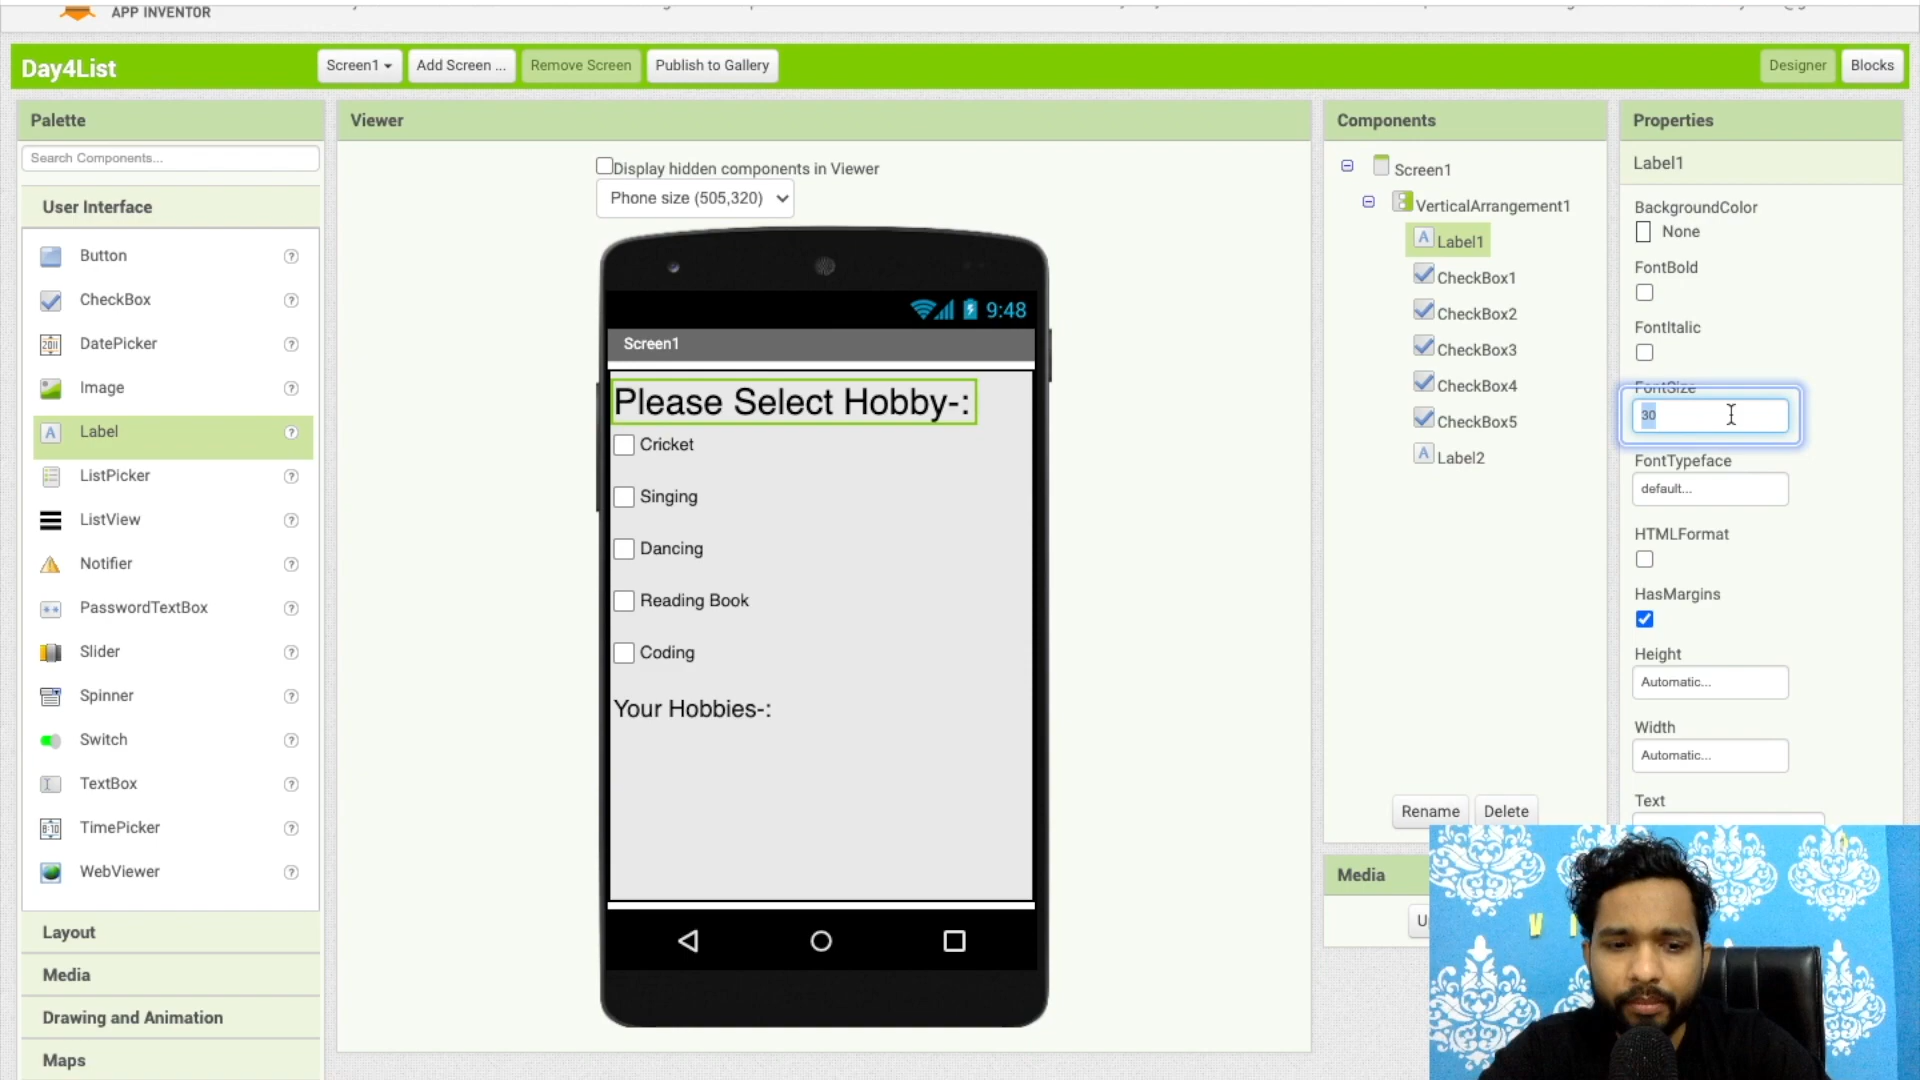 APP INVENTOR
Day4List
Screen1
Add Screen ...
Remove Screen
Publish to Gallery
Designer
Blocks
Palette
Viewer
Components
Properties
Search Components...
User Interface
Button
CheckBox
DatePicker
Image
Label
ListPicker
ListView
Notifier
PasswordTextBox
Slider
Spinner
Switch
TextBox
TimePicker
WebViewer
Layout
Media
Drawing and Animation
Maps
Display hidden components in Viewer
Phone size (505,320)
9:48
Screen1
Please Select Hobby-:
Cricket
Singing
Dancing
Reading Book
Coding
Your Hobbies-:
Screen1
VerticalArrangement1
Label1
CheckBox1
CheckBox2
CheckBox3
CheckBox4
CheckBox5
Label2
Rename
Delete
Media
Label1
BackgroundColor
None
FontBold
FontItalic
FontSize
30
FontTypeface
default...
HTMLFormat
HasMargins
Height
Automatic...
Width
Automatic...
Text